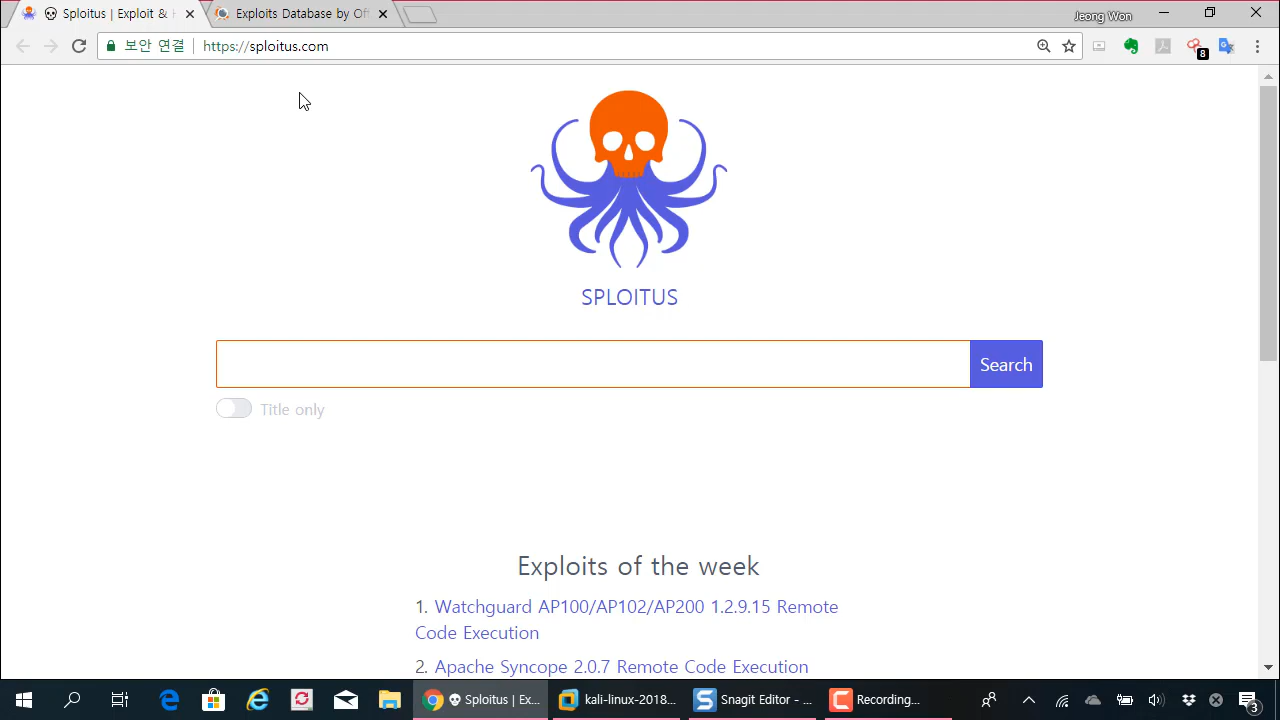 Sploitus | Exploit &
Exploits Database by Of
Jeong Won
보안 연결
https://sploitus.com
8
SPLOITUS
Search
Title only
Exploits of the week
1. Watchguard AP100/AP102/AP200 1.2.9.15 Remote
Code Execution
2. Apache Syncope 2.0.7 Remote Code Execution
Sploitus | Ex...
kali-linux-2018...
Snagit Editor - ...
Recording...
3